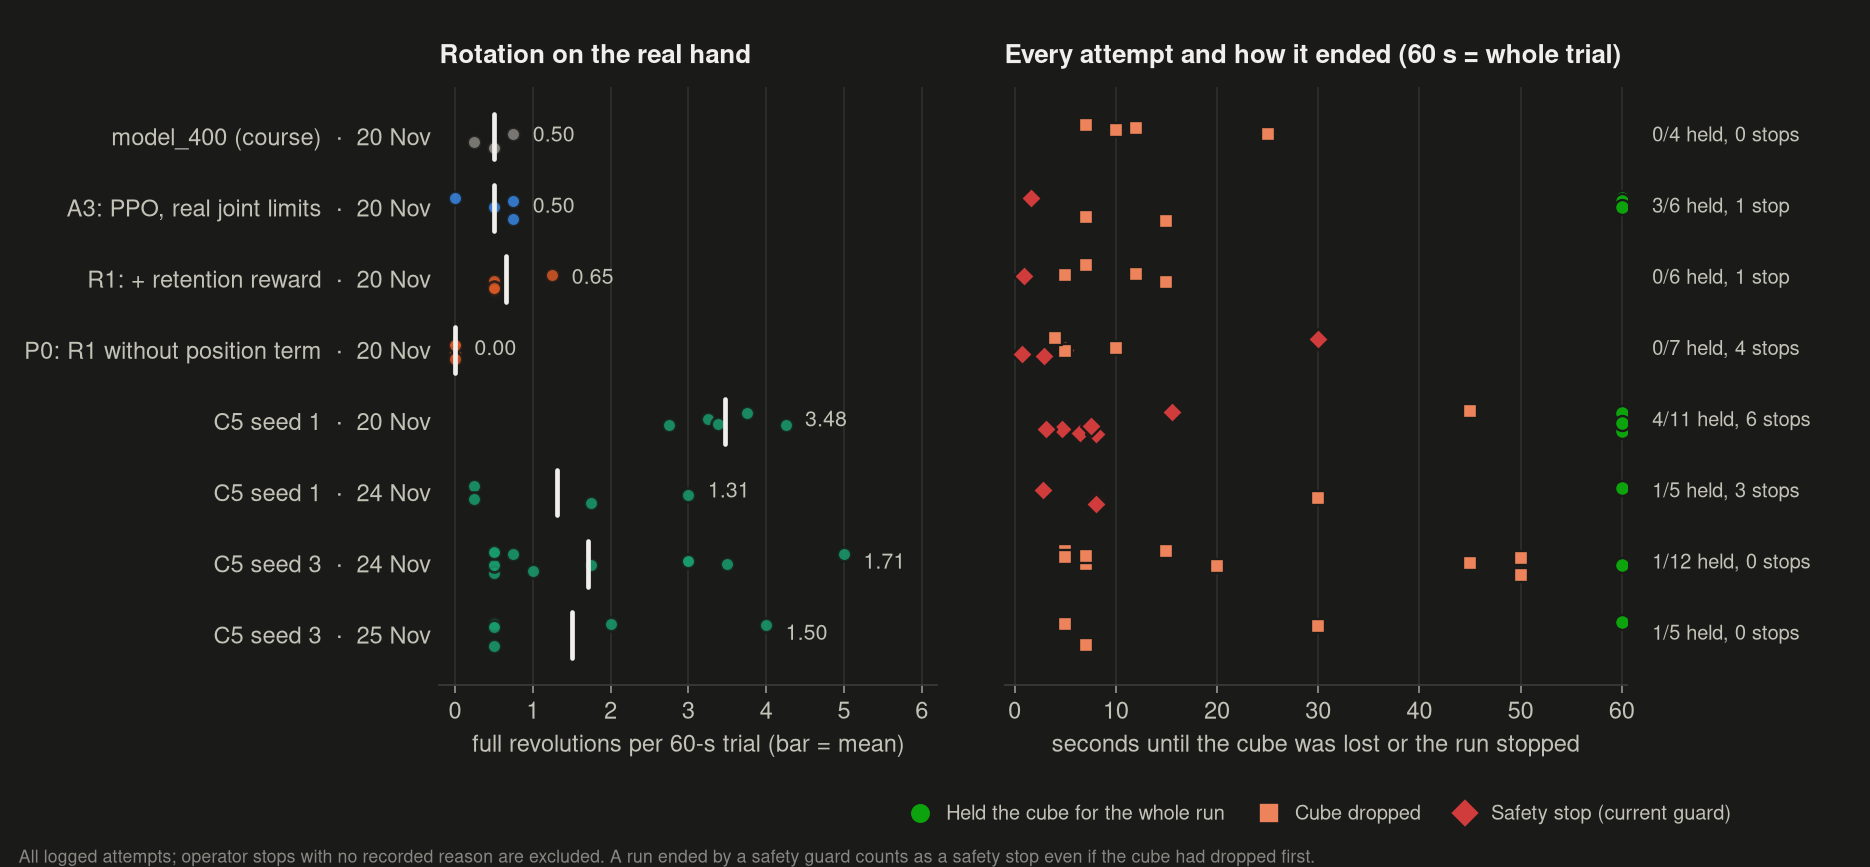 Rotation on the real hand
Every attempt and how it ended (60 s = whole trial)
model_400 (course) · 20 Nov
0.50
0/4 held, 0 stops
A3: PPO, real joint limits · 20 Nov
0.50
3/6 held, 1 stop
R1: + retention reward · 20 Nov
0.65
0/6 held, 1 stop
P0: R1 without position term · 20 Nov
0.00
0/7 held, 4 stops
C5 seed 1 · 20 Nov
3.48
4/11 held, 6 stops
C5 seed 1 · 24 Nov
1.31
1/5 held, 3 stops
C5 seed 3 · 24 Nov
1.71
1/12 held, 0 stops
C5 seed 3 · 25 Nov
1.50
1/5 held, 0 stops
0 1 2 3 4 5 6
0 10 20 30 40 50 60
full revolutions per 60-s trial (bar = mean)
seconds until the cube was lost or the run stopped
Held the cube for the whole run
Cube dropped
Safety stop (current guard)
All logged attempts; operator stops with no recorded reason are excluded. A run ended by a safety guard counts as a safety stop even if the cube had dropped first.